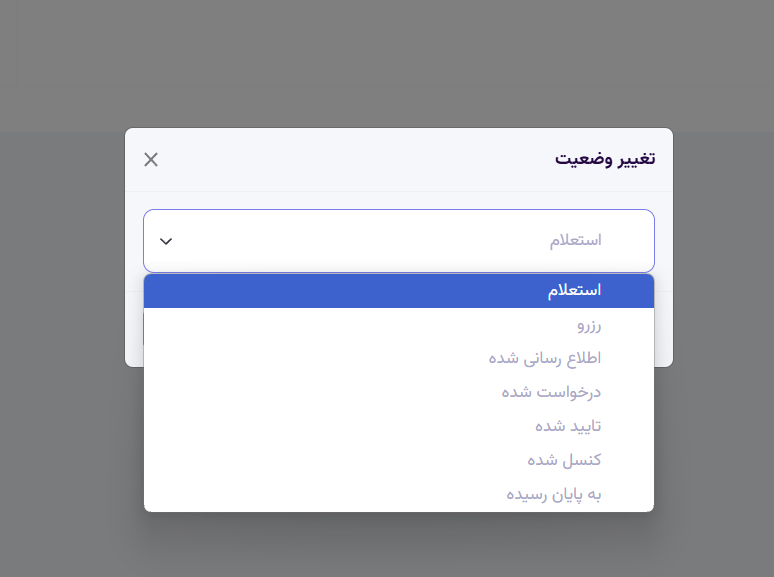 تغییر وضعیت
استعلام
استعلام
رزرو
اطلاع رسانی شده
درخواست شده
تایید شده
کنسل شده
به پایان رسیده